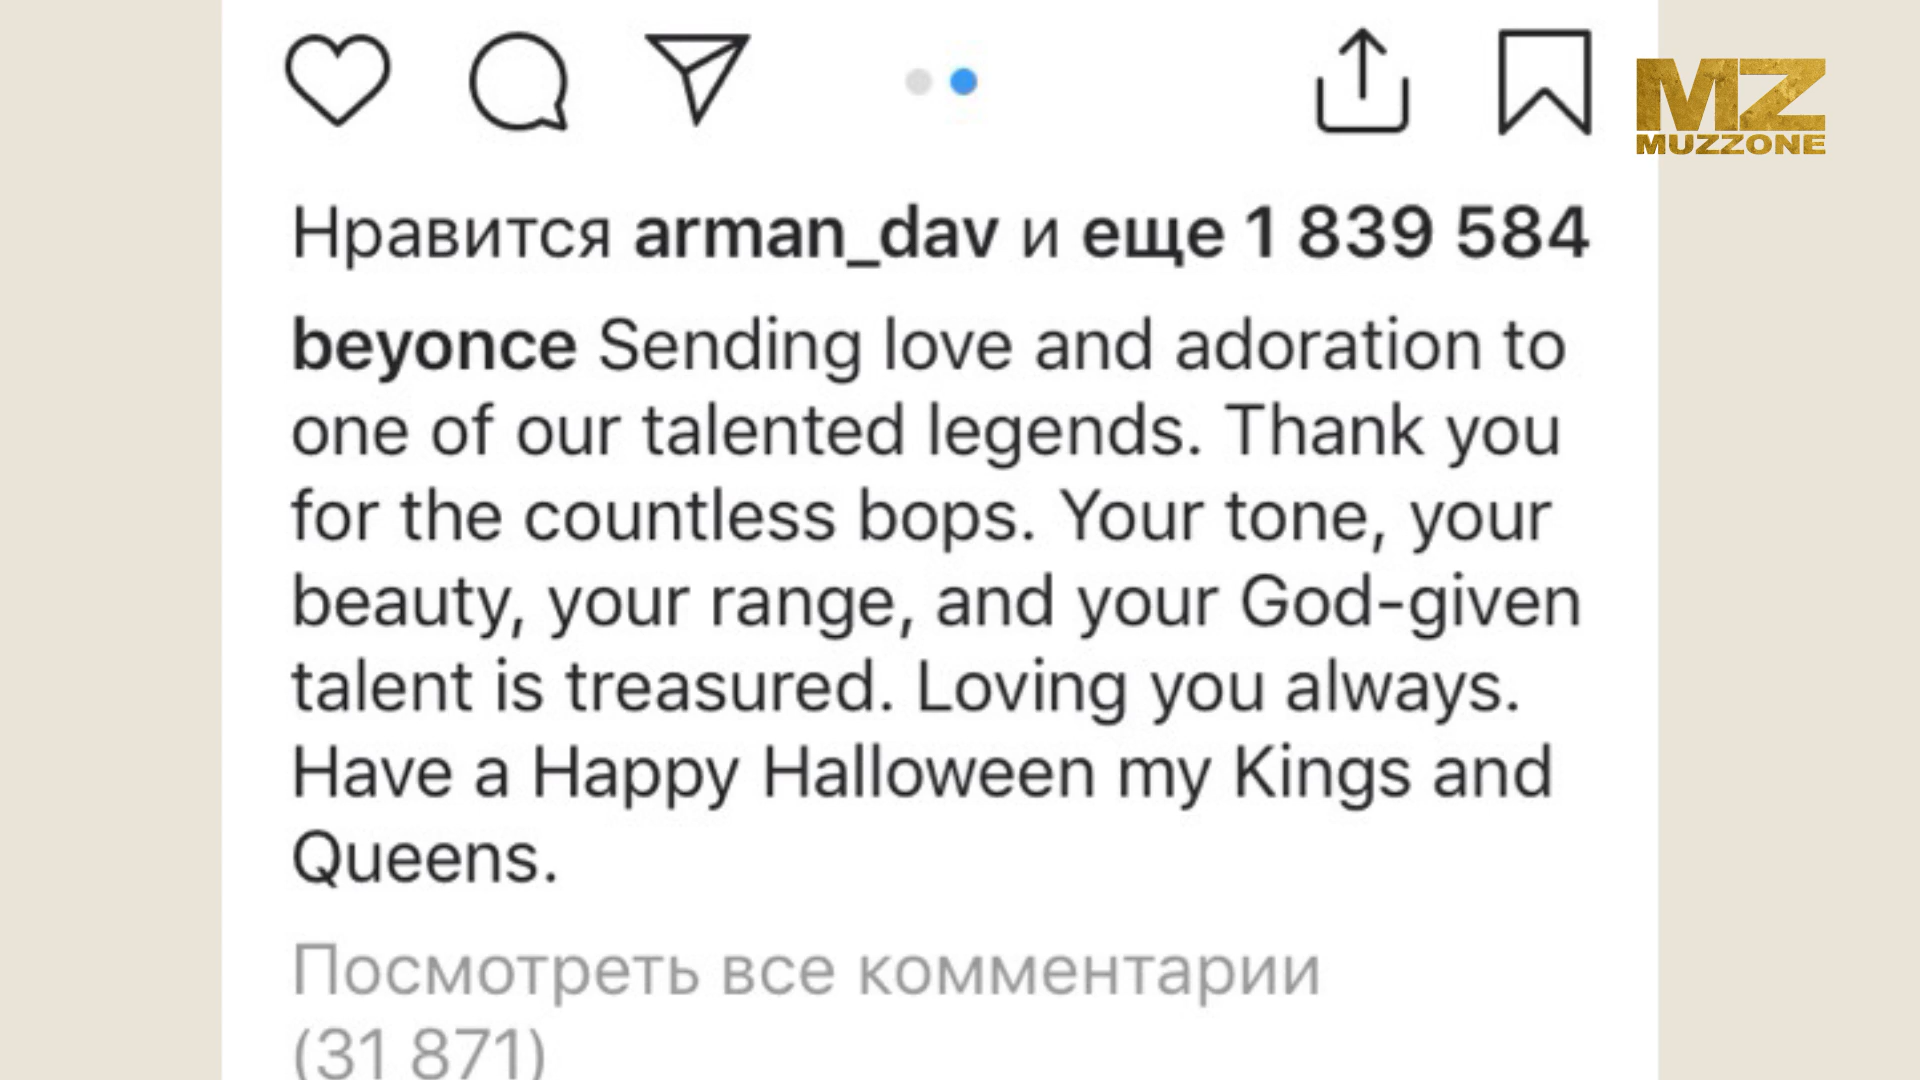 MZ
MUZZONE
Нравится arman_dav и еще 1 839 584
beyonce Sending love and adoration to
one of our talented legends. Thank you
for the countless bops. Your tone, your
beauty, your range, and your God-given
talent is treasured. Loving you always.
Have a Happy Halloween my Kings and
Queens.
Посмотреть все комментарии
(31 871)